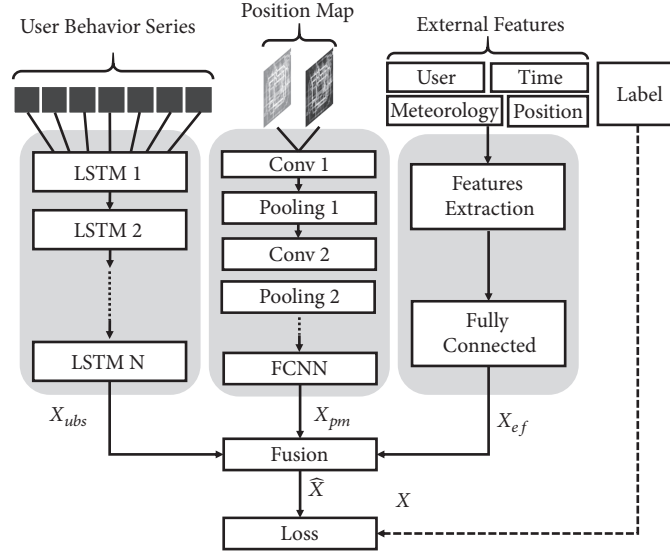 User Behavior Series
Position Map
External Features
User
Time
Meteorology
Position
Label
LSTM 1
LSTM 2
LSTM N
Conv 1
Pooling 1
Conv 2
Pooling 2
FCNN
Features
Extraction
Fully
Connected
X_ubs
X_pm
X_ef
Fusion
X̂
X
Loss